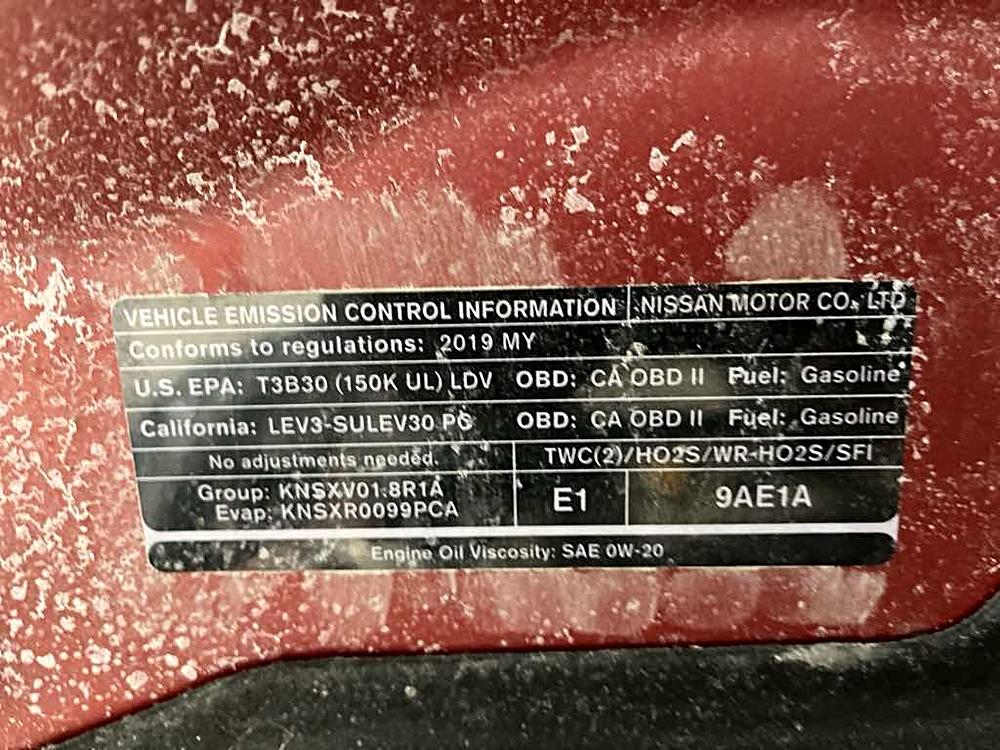 VEHICLE EMISSION CONTROL INFORMATION NISSAN MOTOR CO., LTD
Conforms to regulations: 2019 MY
U.S. EPA: T3B30 (150K UL) LDV OBD: CA OBD II Fuel: Gasoline
California: LEV3-SULEV30 PC OBD: CA OBD II Fuel: Gasoline
No adjustments needed. TWC(2)/HO2S/WR-HO2S/SFI
Group: KNSXV01.8R1A
Evap: KNSXR0099PCA
E1 9AE1A
Engine Oil Viscosity: SAE 0W-20